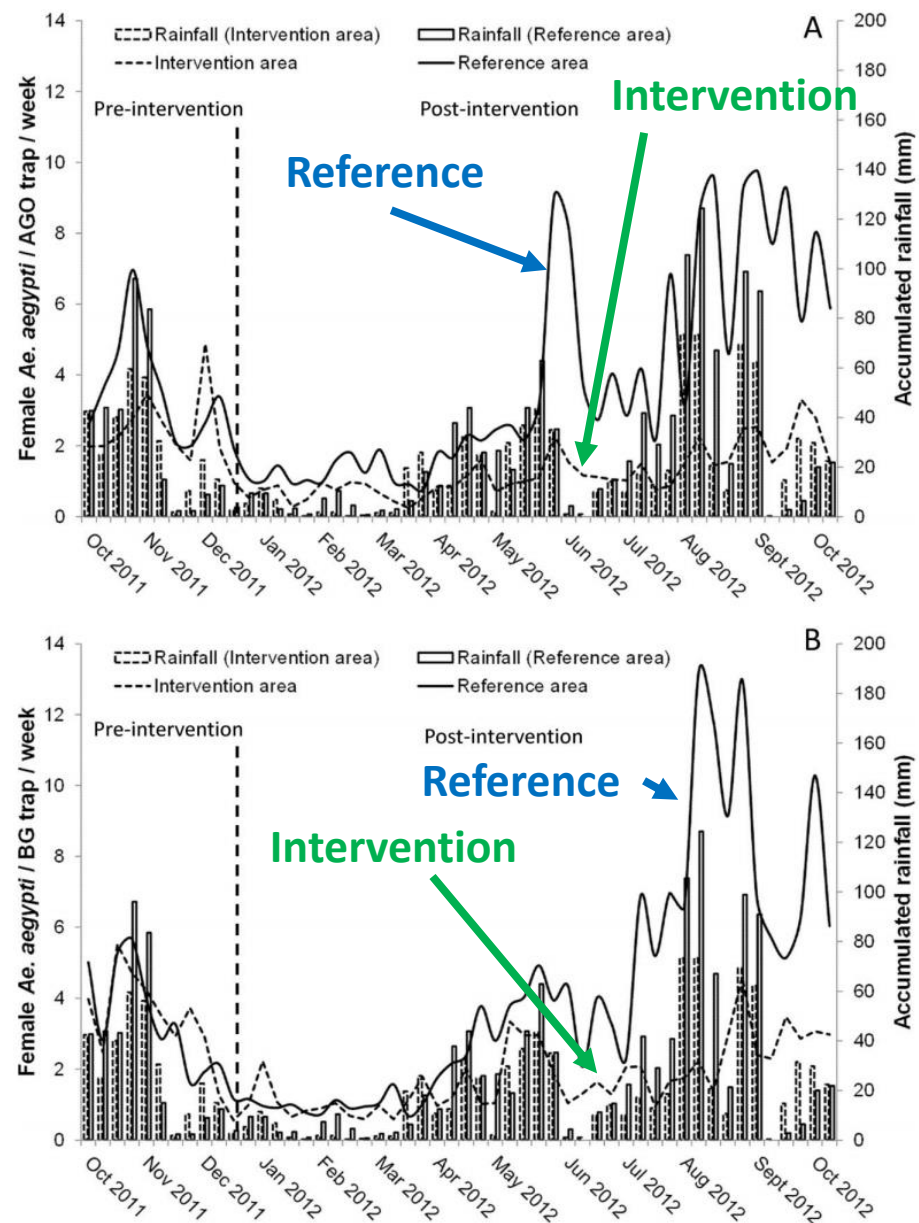 A
Rainfall (Intervention area)
Rainfall (Reference area)
Intervention area
Reference area
Pre-intervention
Post-intervention
Intervention
Reference
Female Ae. aegypti / AGO trap / week
14
12
10
8
6
4
2
0
Accumulated rainfall (mm)
200
180
160
140
120
100
80
60
40
20
0
Oct 2011
Nov 2011
Dec 2011
Jan 2012
Feb 2012
Mar 2012
Apr 2012
May 2012
Jun 2012
Jul 2012
Aug 2012
Sept 2012
Oct 2012
B
Rainfall (Intervention area)
Rainfall (Reference area)
Intervention area
Reference area
Pre-intervention
Post-intervention
Reference
Intervention
Female Ae. aegypti / BG trap / week
14
12
10
8
6
4
2
0
Accumulated rainfall (mm)
200
180
160
140
120
100
80
60
40
20
0
Oct 2011
Nov 2011
Dec 2011
Jan 2012
Feb 2012
Mar 2012
Apr 2012
May 2012
Jun 2012
Jul 2012
Aug 2012
Sept 2012
Oct 2012